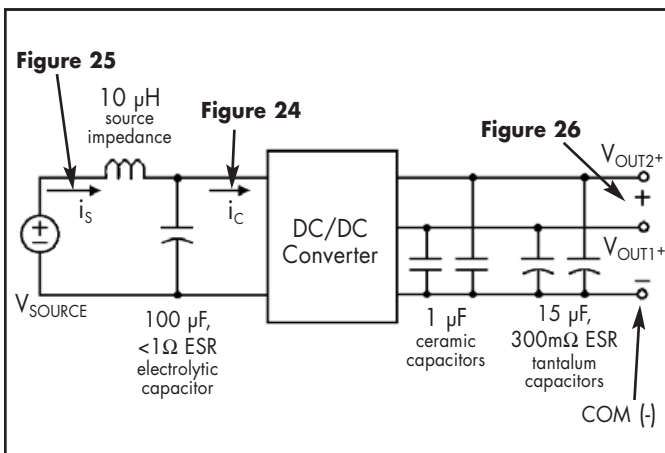 Figure 25
10 µH
source
impedance
Figure 24
Figure 26
VOUT2+
+
iS
iC
DC/DC
Converter
VOUT1+
VSOURCE
100 µF,
<1Ω ESR
electrolytic
capacitor
1 µF
ceramic
capacitors
15 µF,
300mΩ ESR
tantalum
capacitors
−
COM (-)